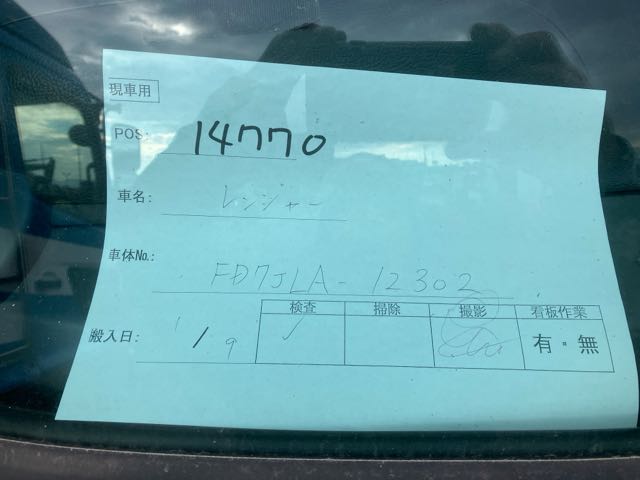 現車用
POS: 14770
車名: レンジャー
車体No.: FD7JLA-12302
検査 掃除 撮影 看板作業
搬入日: 1/9 ✓ 有・無